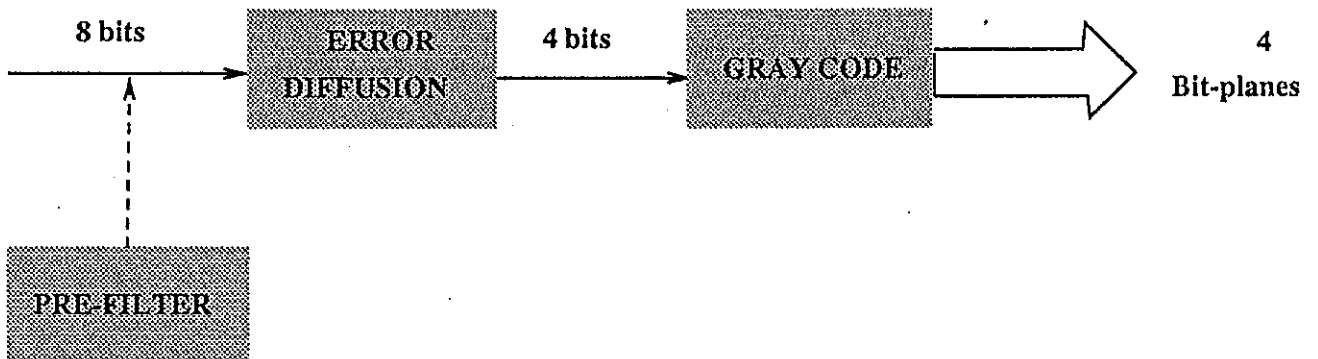 8 bits
ERROR
DIFFUSION
4 bits
GRAY CODE
4
Bit-planes
PRE-FILTER